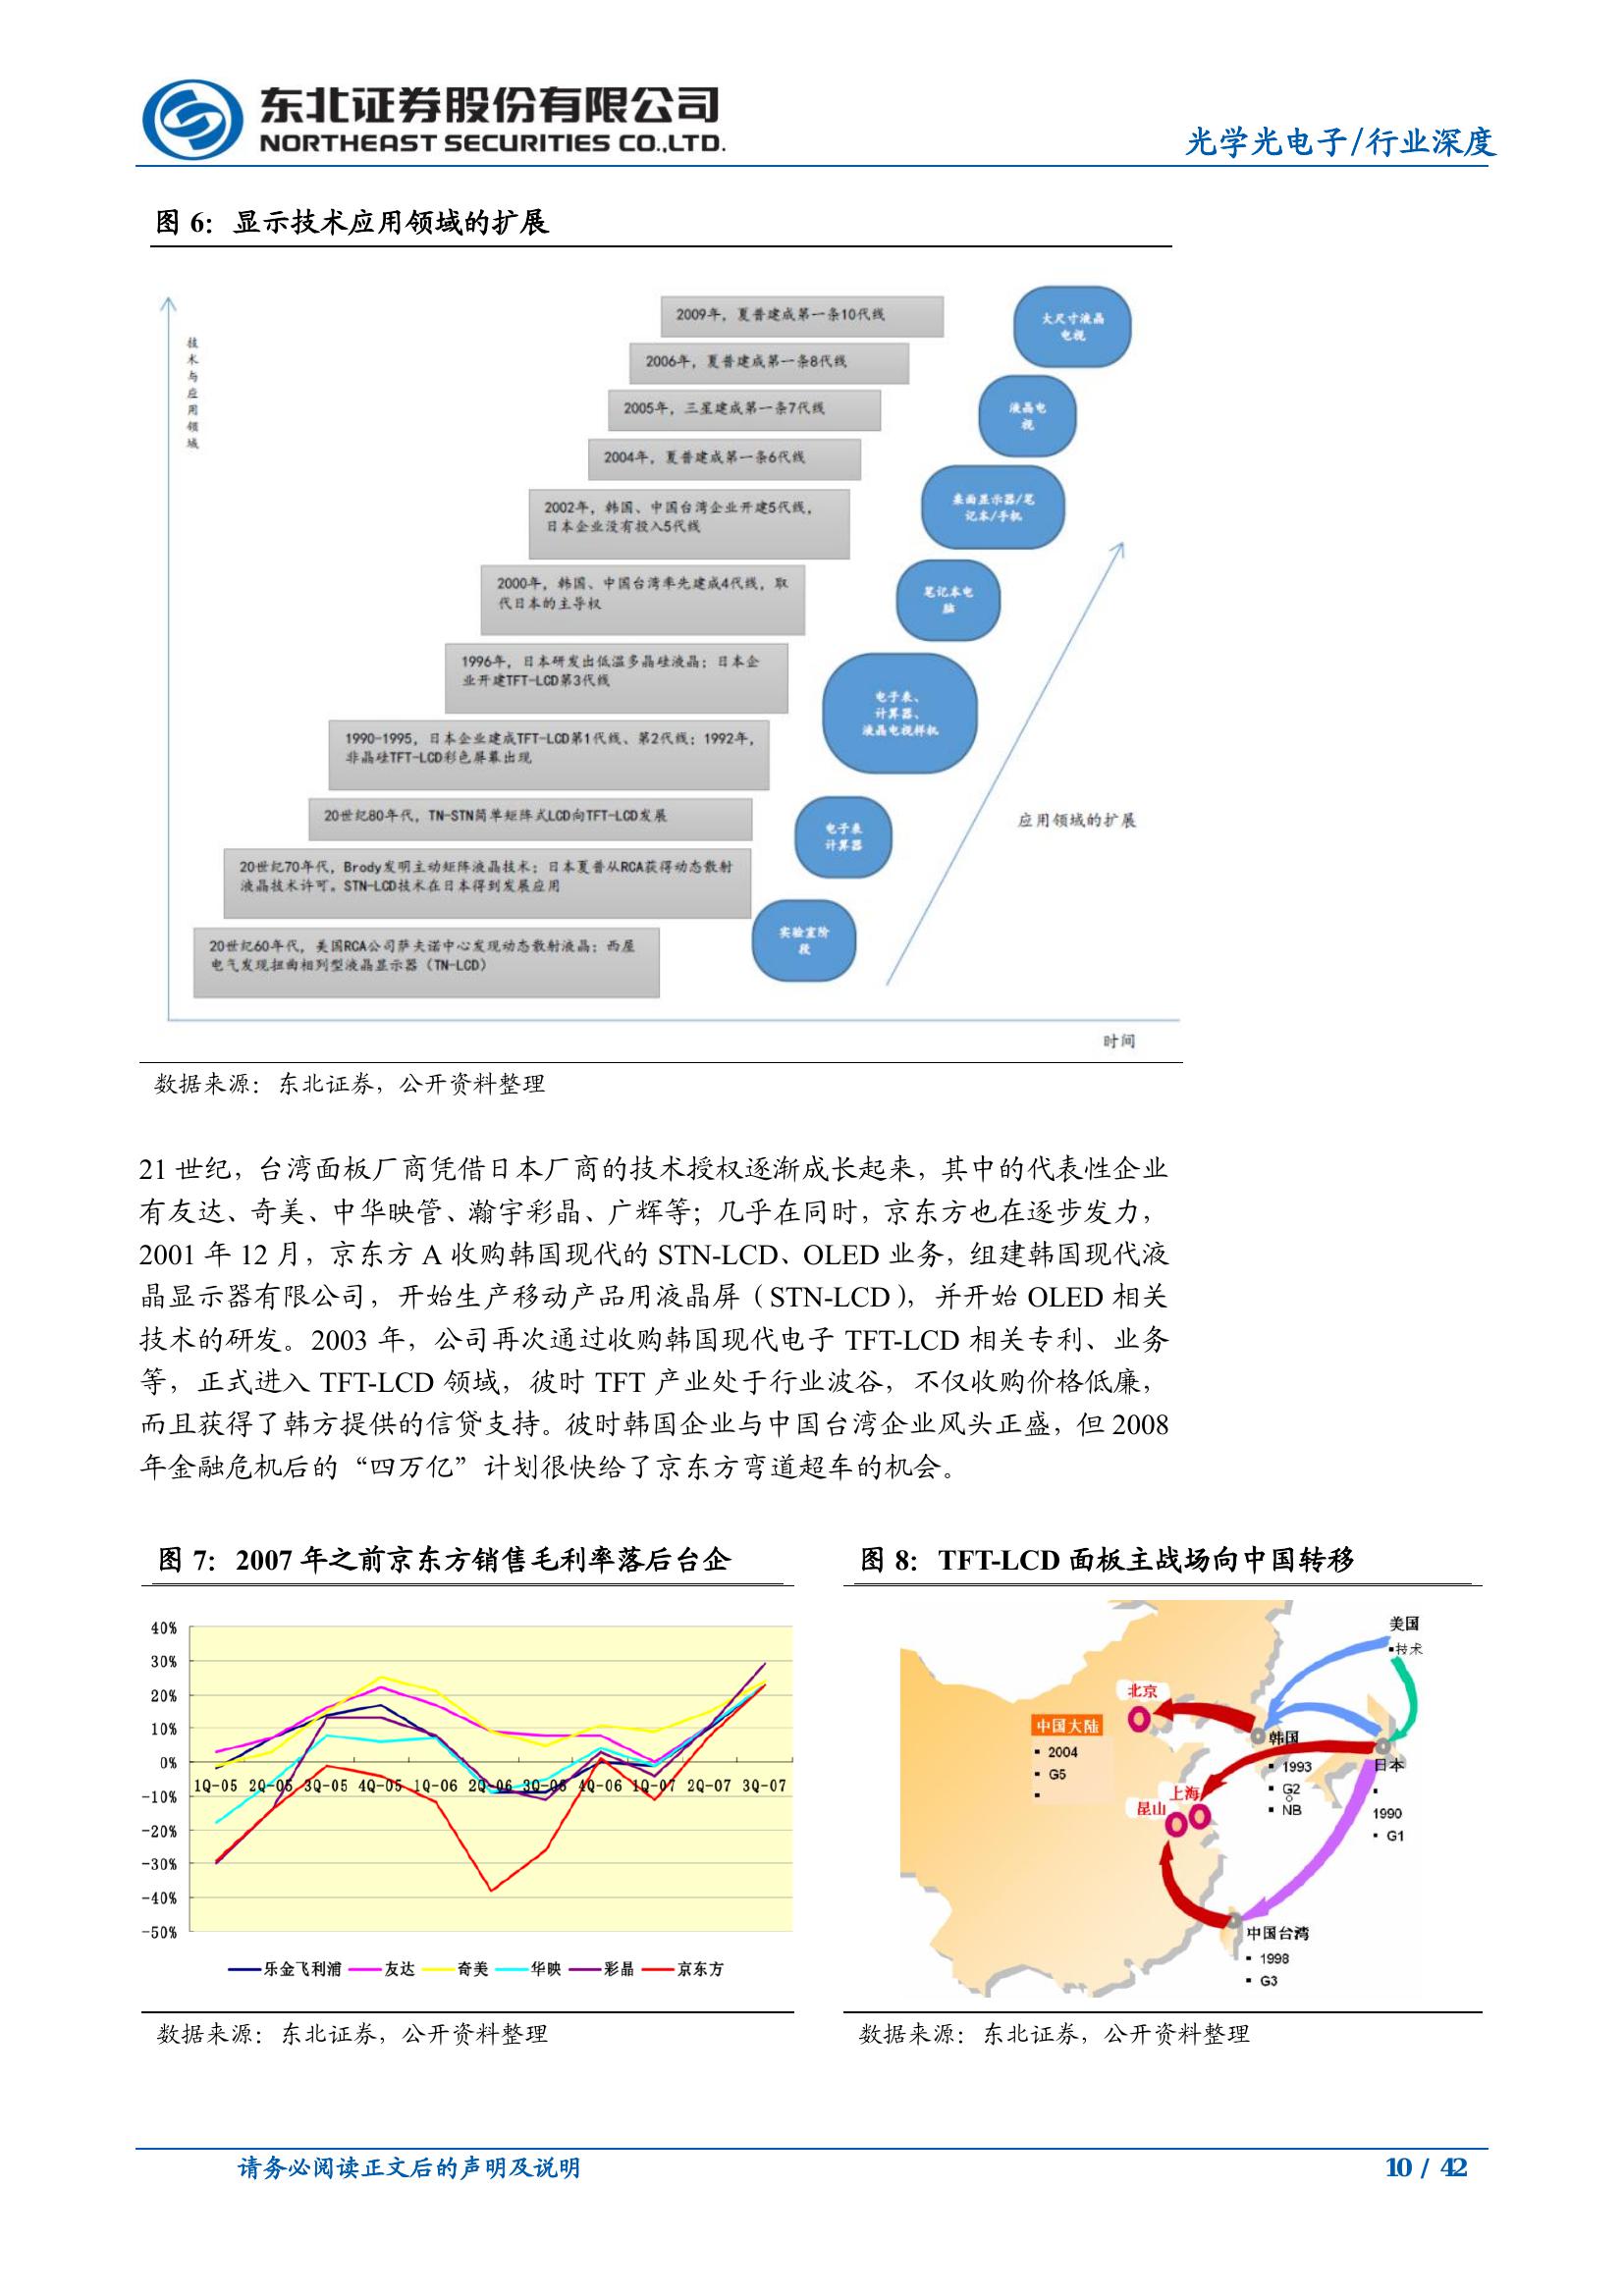 东北证券股份有限公司
NORTHEAST SECURITIES CO.,LTD.
光学光电子/行业深度
图 6：显示技术应用领域的扩展
技术与应用领域
2009年，夏普建成第一条10代线
大尺寸液晶
电视
2006年，夏普建成第一条8代线
2005年，三星建成第一条7代线
液晶电
视
2004年，夏普建成第一条6代线
2002年，韩国、中国台湾企业开建5代线，
日本企业没有投入5代线
桌面显示器/笔
记本/手机
2000年，韩国、中国台湾率先建成4代线，取
代日本的主导权
笔记本电
脑
1996年，日本研发出低温多晶硅液晶；日本企
业开建TFT-LCD第3代线
电子表、
计算器、
液晶电视样机
1990-1995，日本企业建成TFT-LCD第1代线、第2代线；1992年，
非晶硅TFT-LCD彩色屏幕出现
20世纪80年代，TN-STN简单矩阵式LCD向TFT-LCD发展
电子表
计算器
应用领域的扩展
20世纪70年代，Brody发明主动矩阵液晶技术；日本夏普从RCA获得动态散射
液晶技术许可。STN-LCD技术在日本得到发展应用
20世纪60年代，美国RCA公司萨夫诺中心发现动态散射液晶；西屋
电气发现扭曲相列型液晶显示器（TN-LCD）
实验室阶
段
时间
数据来源：东北证券，公开资料整理
21 世纪，台湾面板厂商凭借日本厂商的技术授权逐渐成长起来，其中的代表性企业
有友达、奇美、中华映管、瀚宇彩晶、广辉等；几乎在同时，京东方也在逐步发力，
2001 年 12 月，京东方 A 收购韩国现代的 STN-LCD、OLED 业务，组建韩国现代液
晶显示器有限公司，开始生产移动产品用液晶屏（STN-LCD），并开始 OLED 相关
技术的研发。2003 年，公司再次通过收购韩国现代电子 TFT-LCD 相关专利、业务
等，正式进入 TFT-LCD 领域，彼时 TFT 产业处于行业波谷，不仅收购价格低廉，
而且获得了韩方提供的信贷支持。彼时韩国企业与中国台湾企业风头正盛，但 2008
年金融危机后的“四万亿”计划很快给了京东方弯道超车的机会。
图 7：2007 年之前京东方销售毛利率落后台企
40%
30%
20%
10%
0%
-10%
-20%
-30%
-40%
-50%
1Q-05 2Q-05 3Q-05 4Q-05 1Q-06 2Q-06 3Q-06 4Q-06 1Q-07 2Q-07 3Q-07
乐金飞利浦 友达 奇美 华映 彩晶 京东方
数据来源：东北证券，公开资料整理
图 8：TFT-LCD 面板主战场向中国转移
美国
▪技术
北京
中国大陆
▪ 2004
▪ G5
▪
韩国
▪ 1993
▪ G2
▪ NB
日本
▪
1990
▪ G1
上海
昆山
中国台湾
▪ 1998
▪ G3
数据来源：东北证券，公开资料整理
请务必阅读正文后的声明及说明
10 / 42